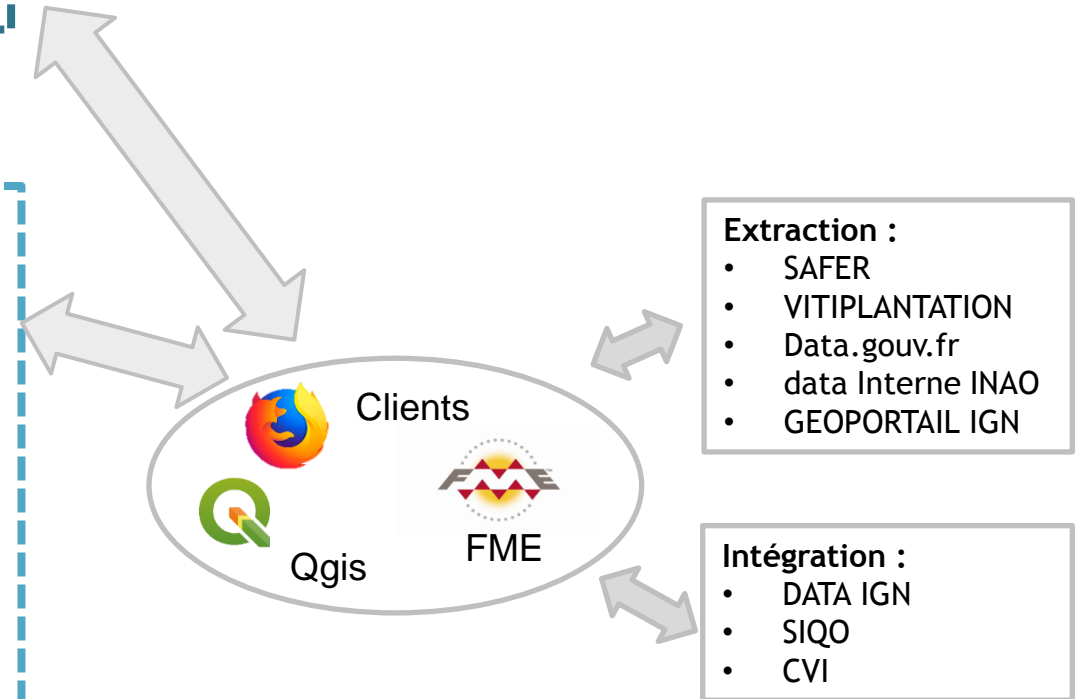 Extraction :
• SAFER
• VITIPLANTATION
• Data.gouv.fr
• data Interne INAO
• GEOPORTAIL IGN
Clients
FME
FME
Qgis
Intégration :
• DATA IGN
• SIQO
• CVI